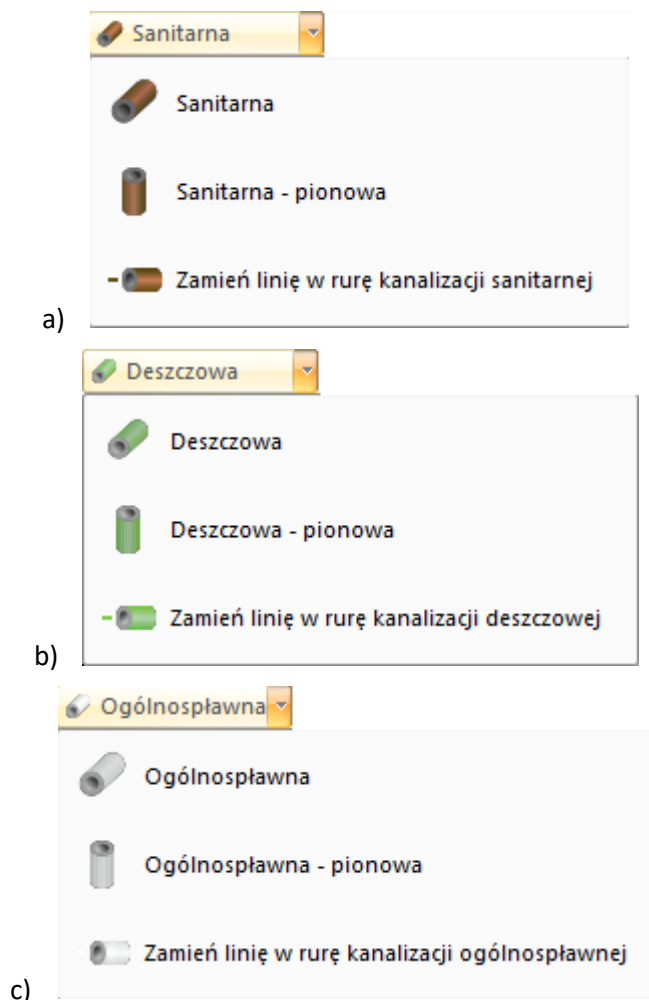 Sanitarna
Sanitarna
Sanitarna - pionowa
Zamień linię w rurę kanalizacji sanitarnej
a)
Deszczowa
Deszczowa
Deszczowa - pionowa
Zamień linię w rurę kanalizacji deszczowej
b)
Ogólnospławna
Ogólnospławna
Ogólnospławna - pionowa
Zamień linię w rurę kanalizacji ogólnospławnej
c)